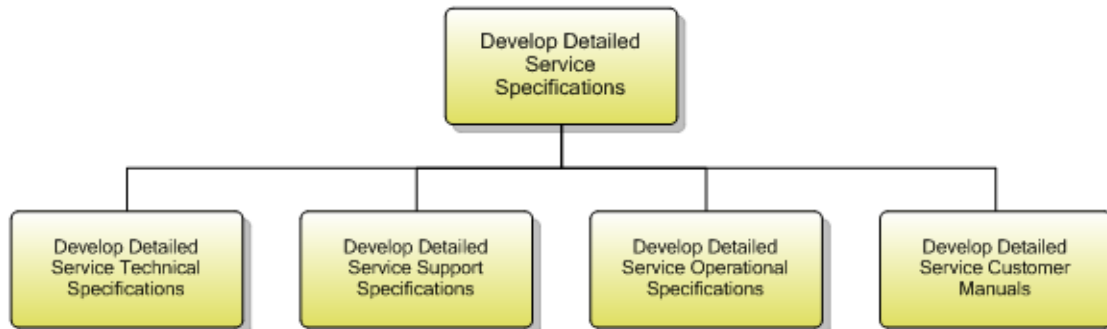 Develop Detailed
Service
Specifications
Develop Detailed
Service Technical
Specifications
Develop Detailed
Service Support
Specifications
Develop Detailed
Service Operational
Specifications
Develop Detailed
Service Customer
Manuals